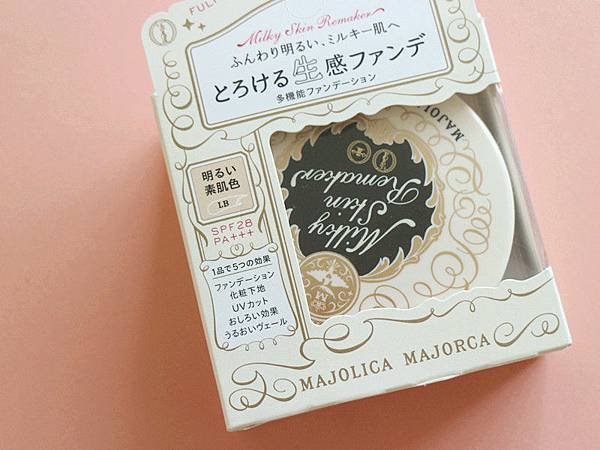 FULL
Milky Skin Remaker
ふんわり明るい、ミルキー肌へ
とろける生感ファンデ
多機能ファンデーション
明るい
素肌色
LB
SPF28
PA+++
1品で5つの効果
ファンデーション
化粧下地
UVカット
おしろい効果
うるおいヴェール
MAJOLI
Milky
Skin
Remaker
M
MAJOLICA MAJORCA